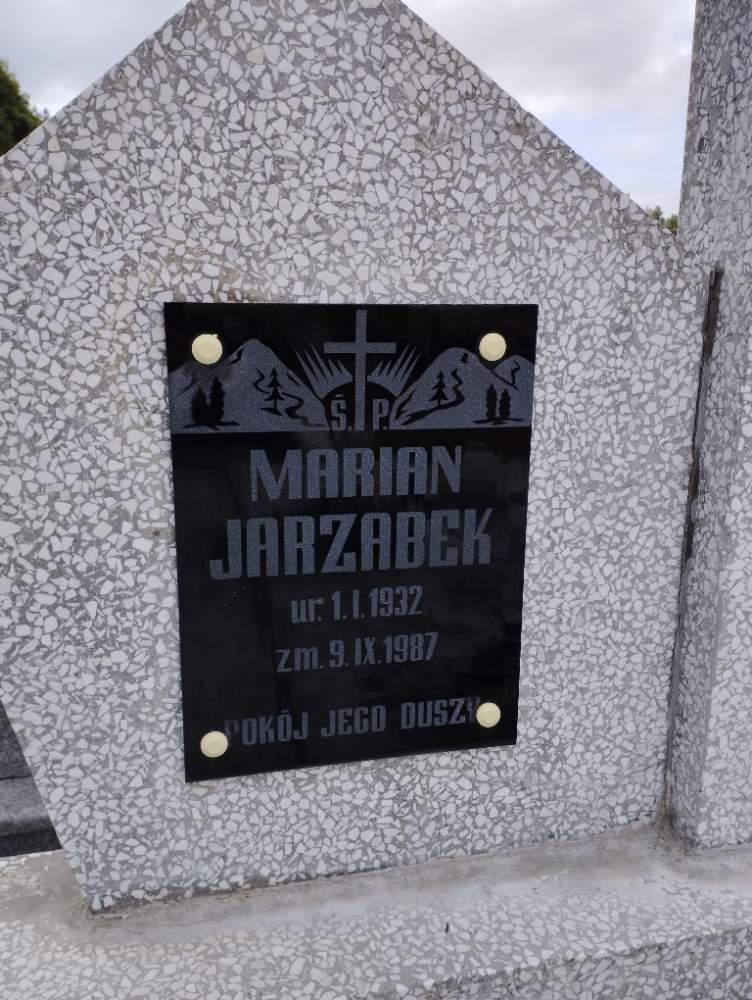 Ś. P.
MARIAN
JARZABEK
ur. 1.I.1932
zm. 9.IX.1987
POKÓJ JEGO DUSZY